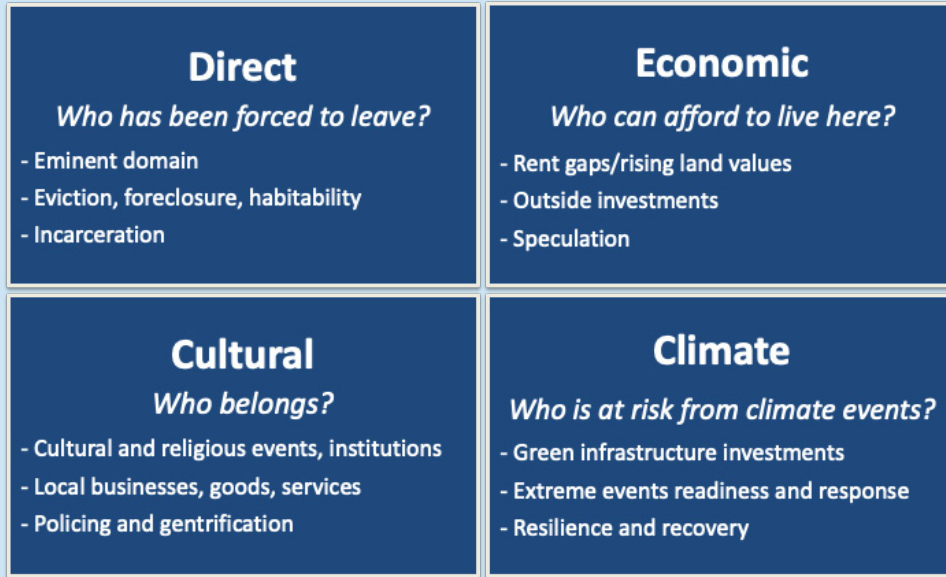 Direct
Who has been forced to leave?
- Eminent domain
- Eviction, foreclosure, habitability
- Incarceration
Economic
Who can afford to live here?
- Rent gaps/rising land values
- Outside investments
- Speculation
Cultural
Who belongs?
- Cultural and religious events, institutions
- Local businesses, goods, services
- Policing and gentrification
Climate
Who is at risk from climate events?
- Green infrastructure investments
- Extreme events readiness and response
- Resilience and recovery